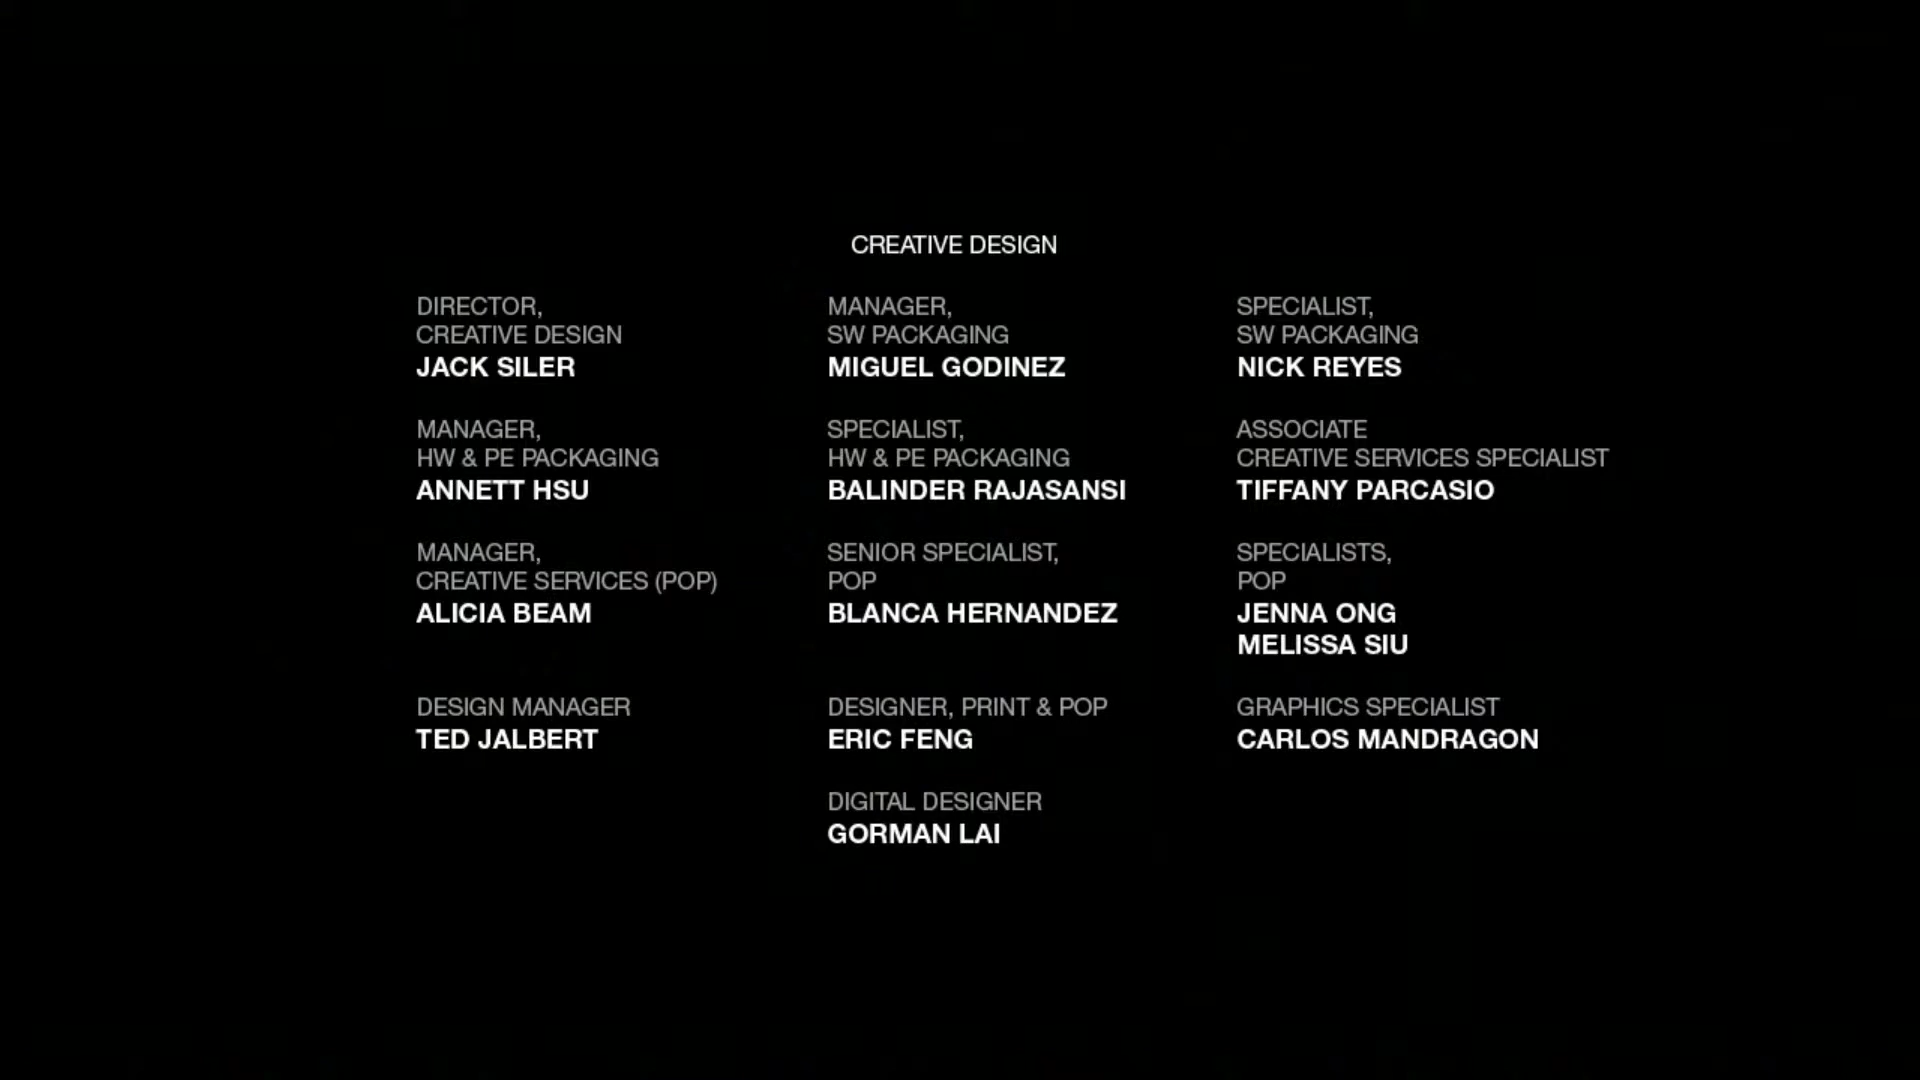 CREATIVE DESIGN
DIRECTOR,
CREATIVE DESIGN
JACK SILER
MANAGER,
SW PACKAGING
MIGUEL GODINEZ
SPECIALIST,
SW PACKAGING
NICK REYES
MANAGER,
HW & PE PACKAGING
ANNETT HSU
SPECIALIST,
HW & PE PACKAGING
BALINDER RAJASANSI
ASSOCIATE
CREATIVE SERVICES SPECIALIST
TIFFANY PARCASIO
MANAGER,
CREATIVE SERVICES (POP)
ALICIA BEAM
SENIOR SPECIALIST,
POP
BLANCA HERNANDEZ
SPECIALISTS,
POP
JENNA ONG
MELISSA SIU
DESIGN MANAGER
TED JALBERT
DESIGNER, PRINT & POP
ERIC FENG
GRAPHICS SPECIALIST
CARLOS MANDRAGON
DIGITAL DESIGNER
GORMAN LAI